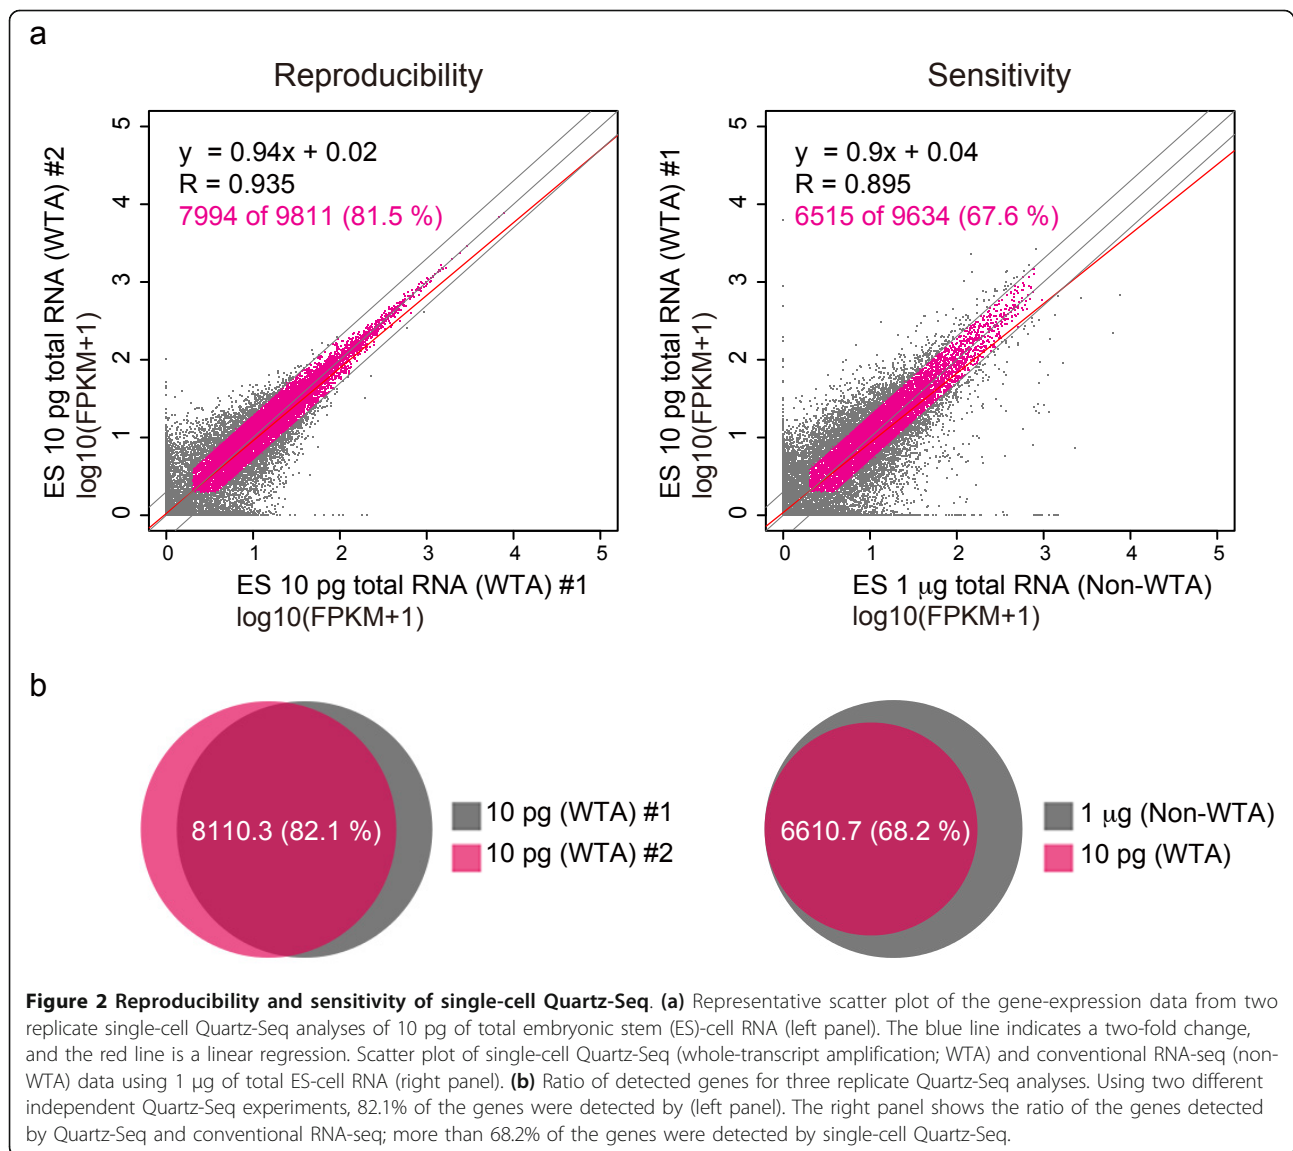 a
Reproducibility
Sensitivity
y = 0.94x + 0.02
R = 0.935
7994 of 9811 (81.5 %)
ES 10 pg total RNA (WTA) #2
log10(FPKM+1)
5
4
3
2
1
0
0 1 2 3 4 5
ES 10 pg total RNA (WTA) #1
log10(FPKM+1)
y = 0.9x + 0.04
R = 0.895
6515 of 9634 (67.6 %)
ES 10 pg total RNA (WTA) #1
log10(FPKM+1)
5
4
3
2
1
0
0 1 2 3 4 5
ES 1 μg total RNA (Non-WTA)
log10(FPKM+1)
b
8110.3 (82.1 %)
10 pg (WTA) #1
10 pg (WTA) #2
6610.7 (68.2 %)
1 μg (Non-WTA)
10 pg (WTA)
Figure 2 Reproducibility and sensitivity of single-cell Quartz-Seq. (a) Representative scatter plot of the gene-expression data from two
replicate single-cell Quartz-Seq analyses of 10 pg of total embryonic stem (ES)-cell RNA (left panel). The blue line indicates a two-fold change,
and the red line is a linear regression. Scatter plot of single-cell Quartz-Seq (whole-transcript amplification; WTA) and conventional RNA-seq (non-
WTA) data using 1 μg of total ES-cell RNA (right panel). (b) Ratio of detected genes for three replicate Quartz-Seq analyses. Using two different
independent Quartz-Seq experiments, 82.1% of the genes were detected by (left panel). The right panel shows the ratio of the genes detected
by Quartz-Seq and conventional RNA-seq; more than 68.2% of the genes were detected by single-cell Quartz-Seq.